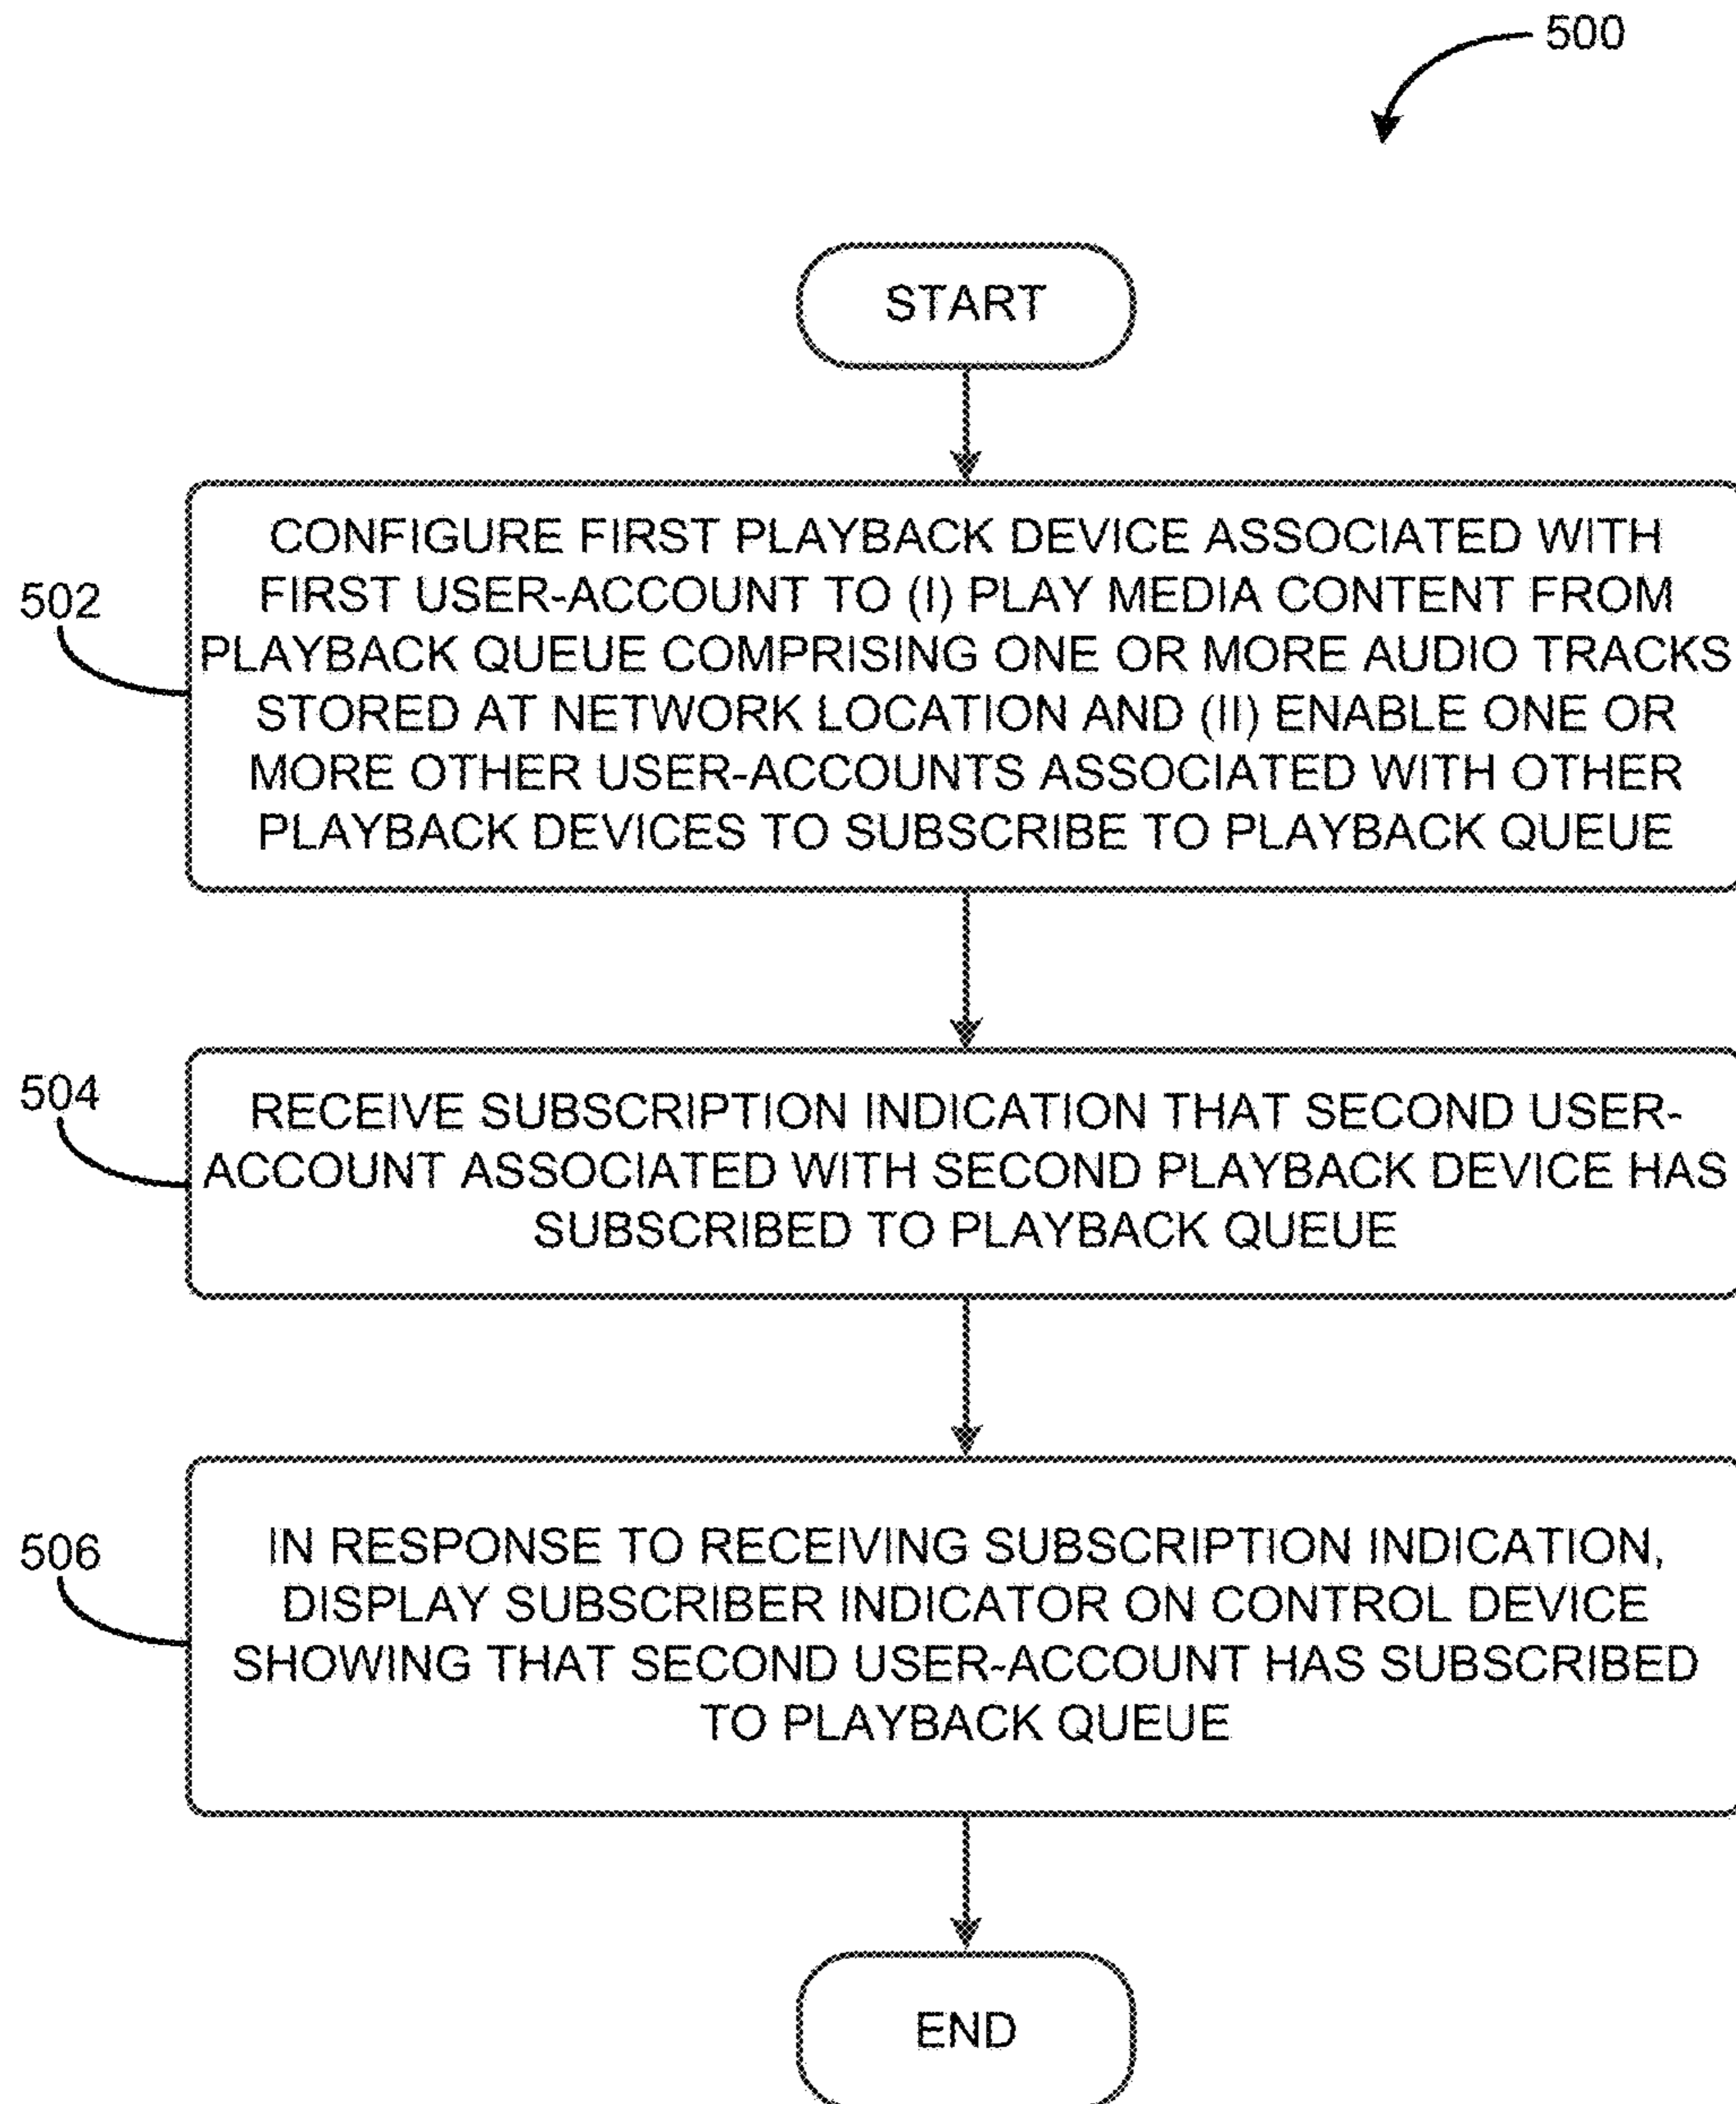 500
START
502
CONFIGURE FIRST PLAYBACK DEVICE ASSOCIATED WITH
FIRST USER-ACCOUNT TO (I) PLAY MEDIA CONTENT FROM
PLAYBACK QUEUE COMPRISING ONE OR MORE AUDIO TRACKS
STORED AT NETWORK LOCATION AND (II) ENABLE ONE OR
MORE OTHER USER-ACCOUNTS ASSOCIATED WITH OTHER
PLAYBACK DEVICES TO SUBSCRIBE TO PLAYBACK QUEUE
504
RECEIVE SUBSCRIPTION INDICATION THAT SECOND USER-
ACCOUNT ASSOCIATED WITH SECOND PLAYBACK DEVICE HAS
SUBSCRIBED TO PLAYBACK QUEUE
506
IN RESPONSE TO RECEIVING SUBSCRIPTION INDICATION,
DISPLAY SUBSCRIBER INDICATOR ON CONTROL DEVICE
SHOWING THAT SECOND USER-ACCOUNT HAS SUBSCRIBED
TO PLAYBACK QUEUE
END